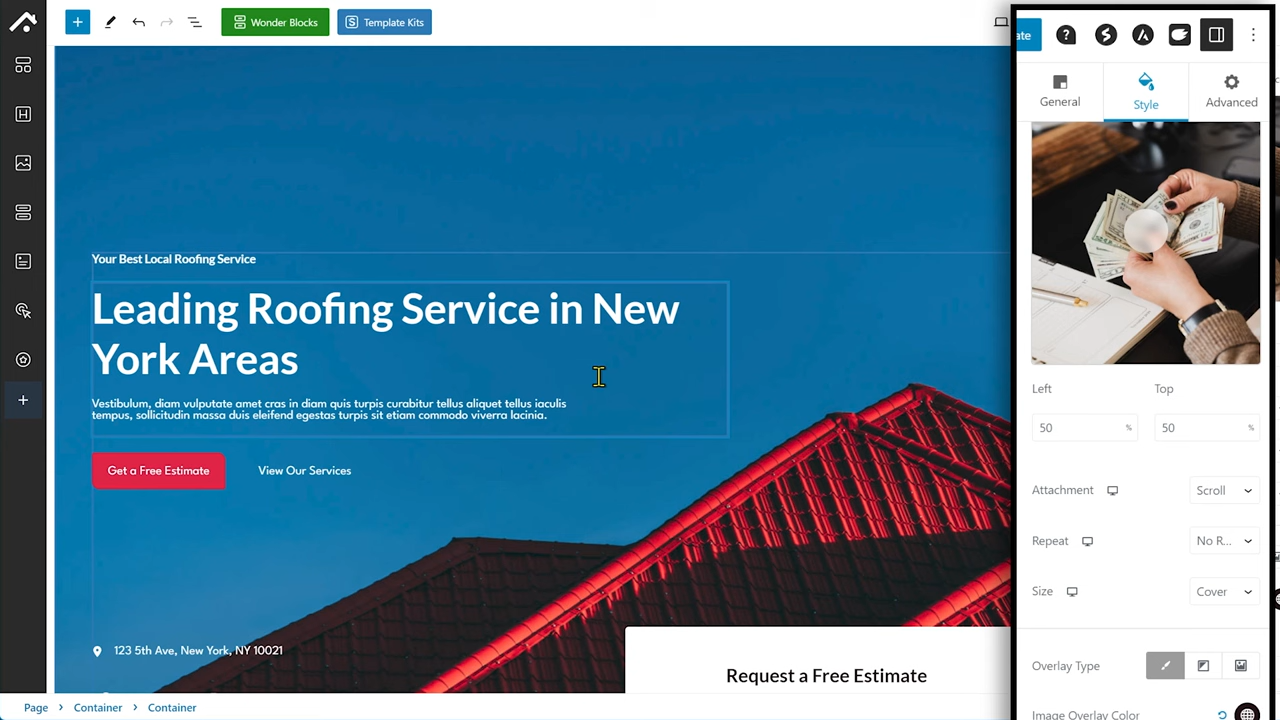 Wonder Blocks
Template Kits
ate
General
Style
Advanced
Your Best Local Roofing Service
Leading Roofing Service in New
York Areas
Vestibulum, diam vulputate amet cras in diam quis turpis curabitur tellus aliquet tellus iaculis
tempus, sollicitudin massa duis eleifend egestas turpis sit etiam commodo viverra lacinia.
Get a Free Estimate
View Our Services
123 5th Ave, New York, NY 10021
Request a Free Estimate
Left
Top
50 %
50 %
Attachment
Scroll
Repeat
No R...
Size
Cover
Overlay Type
Image Overlay Color
Page > Container > Container